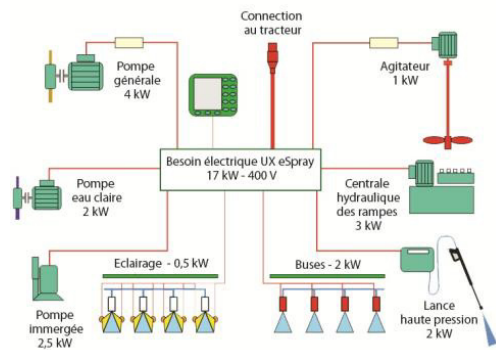 Connection
au tracteur
Pompe
générale
4 kW
Agitateur
1 kW
Besoin électrique UX eSpray
17 kW - 400 V
Pompe
eau claire
2 kW
Centrale
hydraulique
des rampes
3 kW
Eclairage - 0,5 kW
Buses - 2 kW
Pompe
immergée
2,5 kW
Lance
haute pression
2 kW